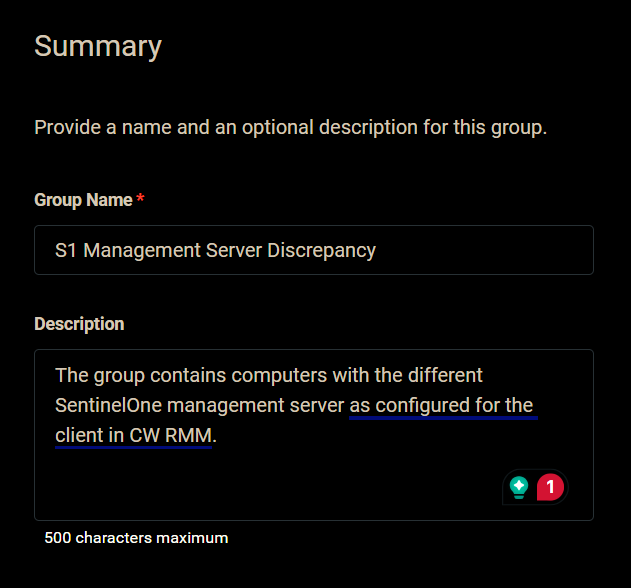 Summary
Provide a name and an optional description for this group.
Group Name *
S1 Management Server Discrepancy
Description
The group contains computers with the different
SentinelOne management server as configured for the
client in CW RMM.
1
500 characters maximum